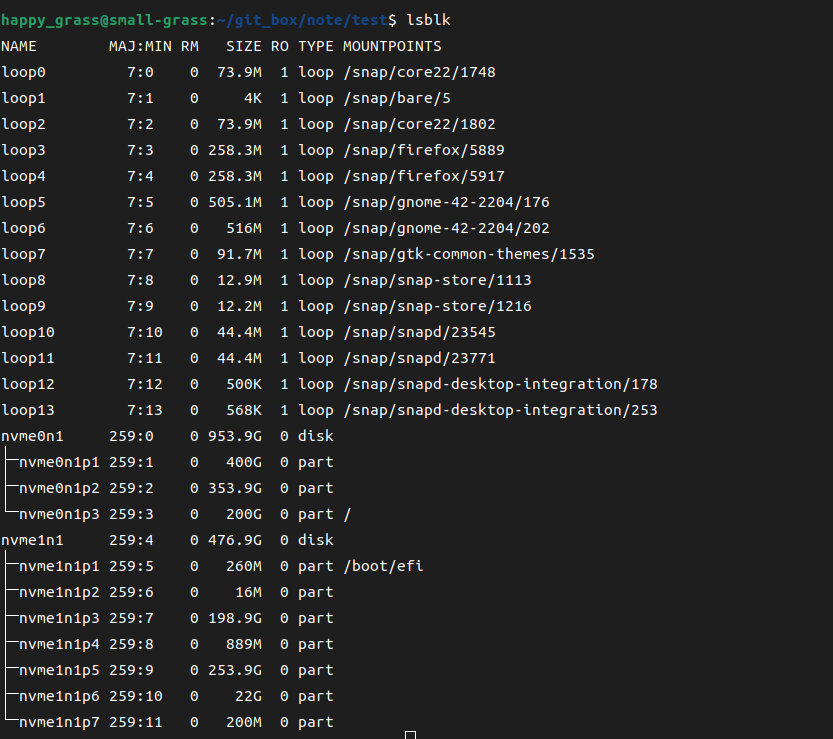 happy_grass@small-grass:~/git_box/note/test$ lsblk
NAME        MAJ:MIN RM   SIZE RO TYPE MOUNTPOINTS
loop0         7:0    0  73.9M  1 loop /snap/core22/1748
loop1         7:1    0     4K  1 loop /snap/bare/5
loop2         7:2    0  73.9M  1 loop /snap/core22/1802
loop3         7:3    0 258.3M  1 loop /snap/firefox/5889
loop4         7:4    0 258.3M  1 loop /snap/firefox/5917
loop5         7:5    0 505.1M  1 loop /snap/gnome-42-2204/176
loop6         7:6    0   516M  1 loop /snap/gnome-42-2204/202
loop7         7:7    0  91.7M  1 loop /snap/gtk-common-themes/1535
loop8         7:8    0  12.9M  1 loop /snap/snap-store/1113
loop9         7:9    0  12.2M  1 loop /snap/snap-store/1216
loop10        7:10   0  44.4M  1 loop /snap/snapd/23545
loop11        7:11   0  44.4M  1 loop /snap/snapd/23771
loop12        7:12   0   500K  1 loop /snap/snapd-desktop-integration/178
loop13        7:13   0   568K  1 loop /snap/snapd-desktop-integration/253
nvme0n1     259:0    0 953.9G  0 disk
├─nvme0n1p1 259:1    0   400G  0 part
├─nvme0n1p2 259:2    0 353.9G  0 part
└─nvme0n1p3 259:3    0   200G  0 part /
nvme1n1     259:4    0 476.9G  0 disk
├─nvme1n1p1 259:5    0   260M  0 part /boot/efi
├─nvme1n1p2 259:6    0    16M  0 part
├─nvme1n1p3 259:7    0 198.9G  0 part
├─nvme1n1p4 259:8    0   889M  0 part
├─nvme1n1p5 259:9    0 253.9G  0 part
├─nvme1n1p6 259:10   0    22G  0 part
└─nvme1n1p7 259:11   0   200M  0 part